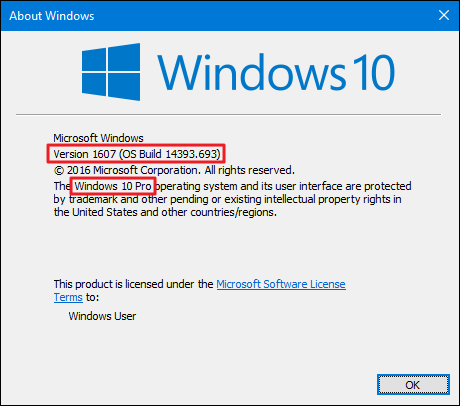 About Windows
Windows 10
Microsoft Windows
Version 1607 (OS Build 14393.693)
© 2016 Microsoft Corporation. All rights reserved.
The Windows 10 Pro operating system and its user interface are protected
by trademark and other pending or existing intellectual property rights in
the United States and other countries/regions.
This product is licensed under the Microsoft Software License
Terms to:
Windows User
OK